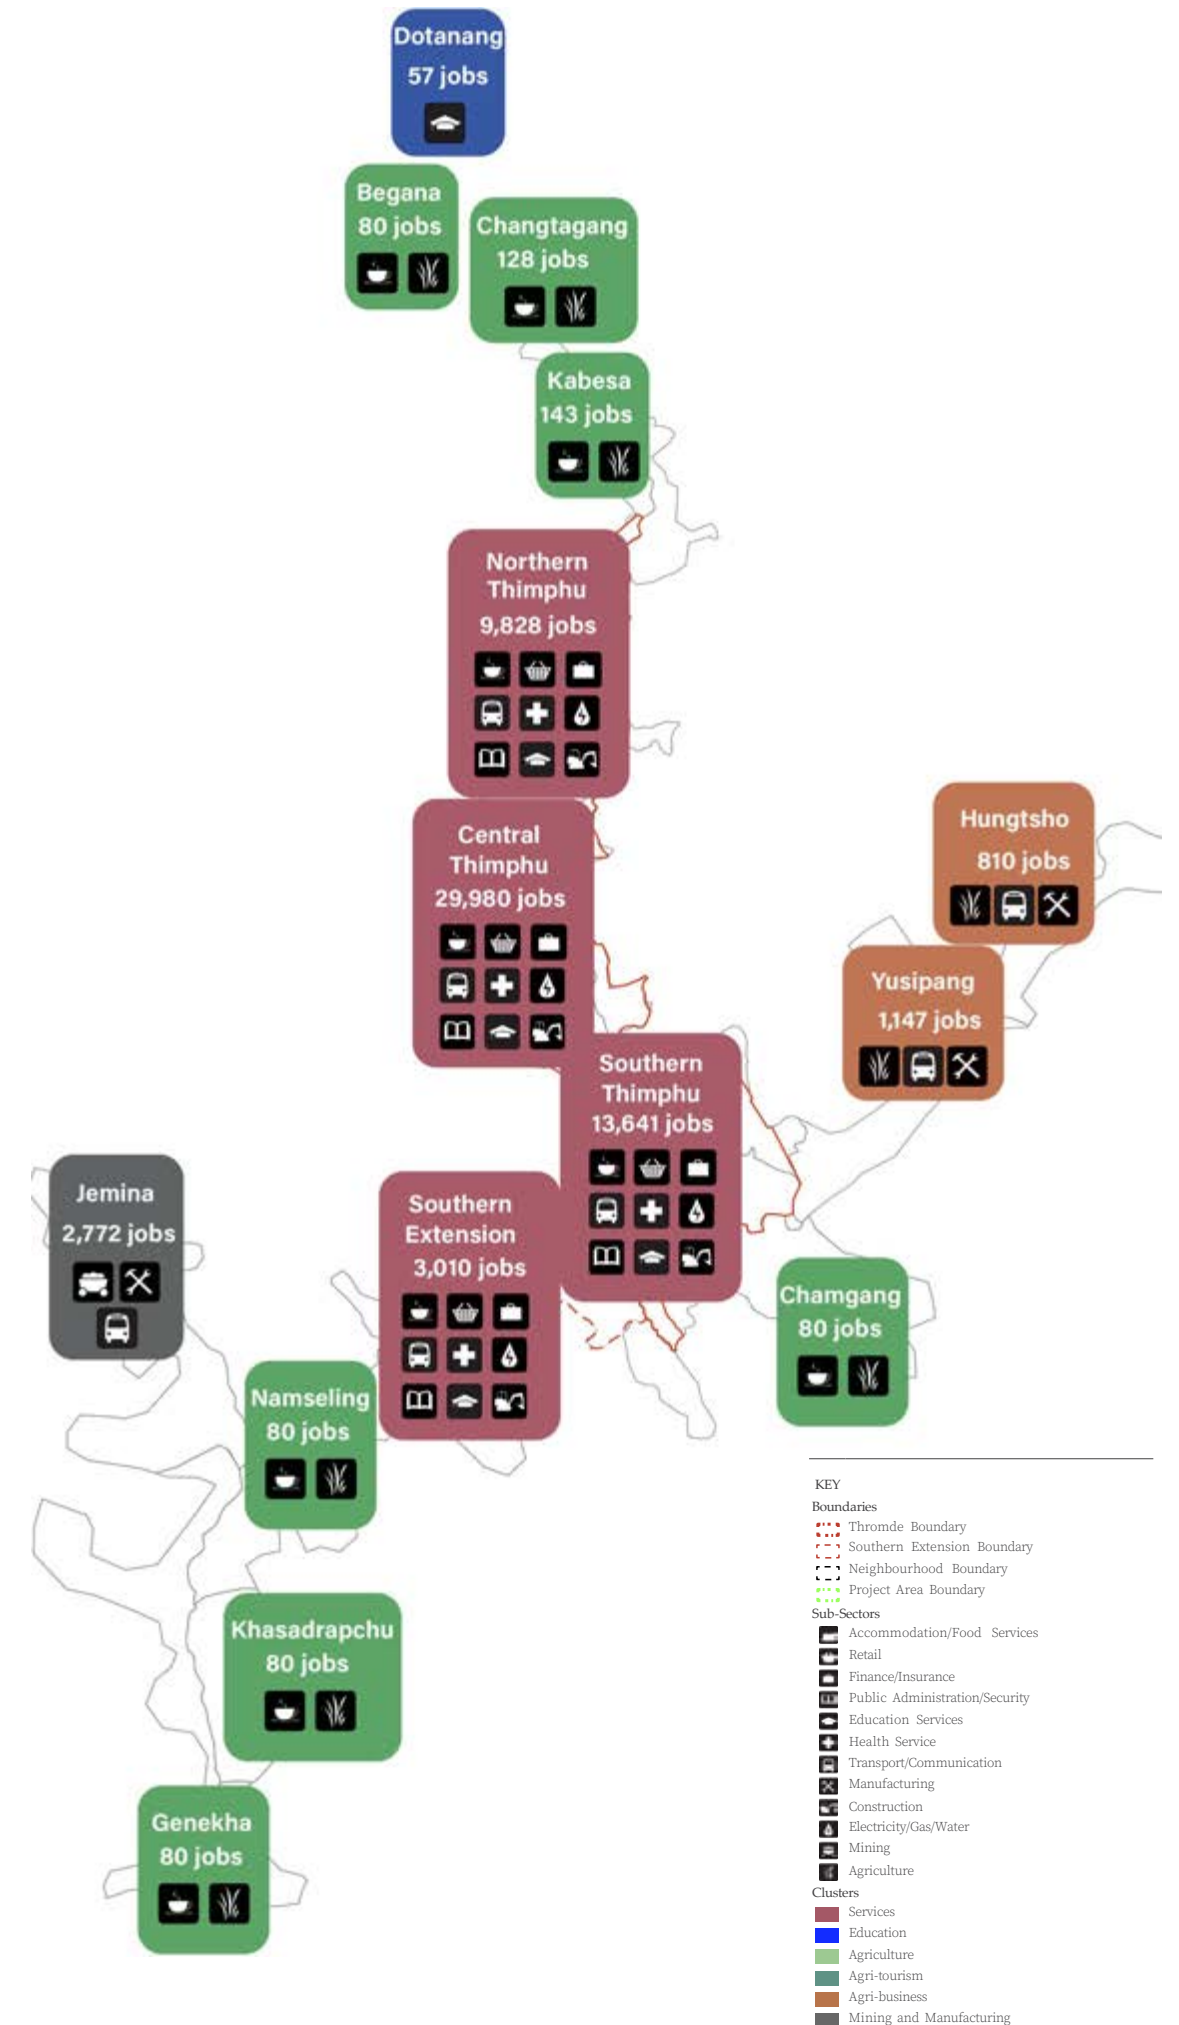 Dotanang
57 jobs
Begana
80 jobs
Changtagang
128 jobs
Kabesa
143 jobs
Northern
Thimphu
9,828 jobs
Central
Thimphu
29,980 jobs
Hungtsho
810 jobs
Yusipang
1,147 jobs
Southern
Thimphu
13,641 jobs
Jemina
2,772 jobs
Southern
Extension
3,010 jobs
Chamgang
80 jobs
Namseling
80 jobs
Khasadrapchu
80 jobs
Genekha
80 jobs
KEY
Boundaries
Thromde Boundary
Southern Extension Boundary
Neighbourhood Boundary
Project Area Boundary
Sub-Sectors
Accommodation/Food Services
Retail
Finance/Insurance
Public Administration/Security
Education Services
Health Service
Transport/Communication
Manufacturing
Construction
Electricity/Gas/Water
Mining
Agriculture
Clusters
Services
Education
Agriculture
Agri-tourism
Agri-business
Mining and Manufacturing